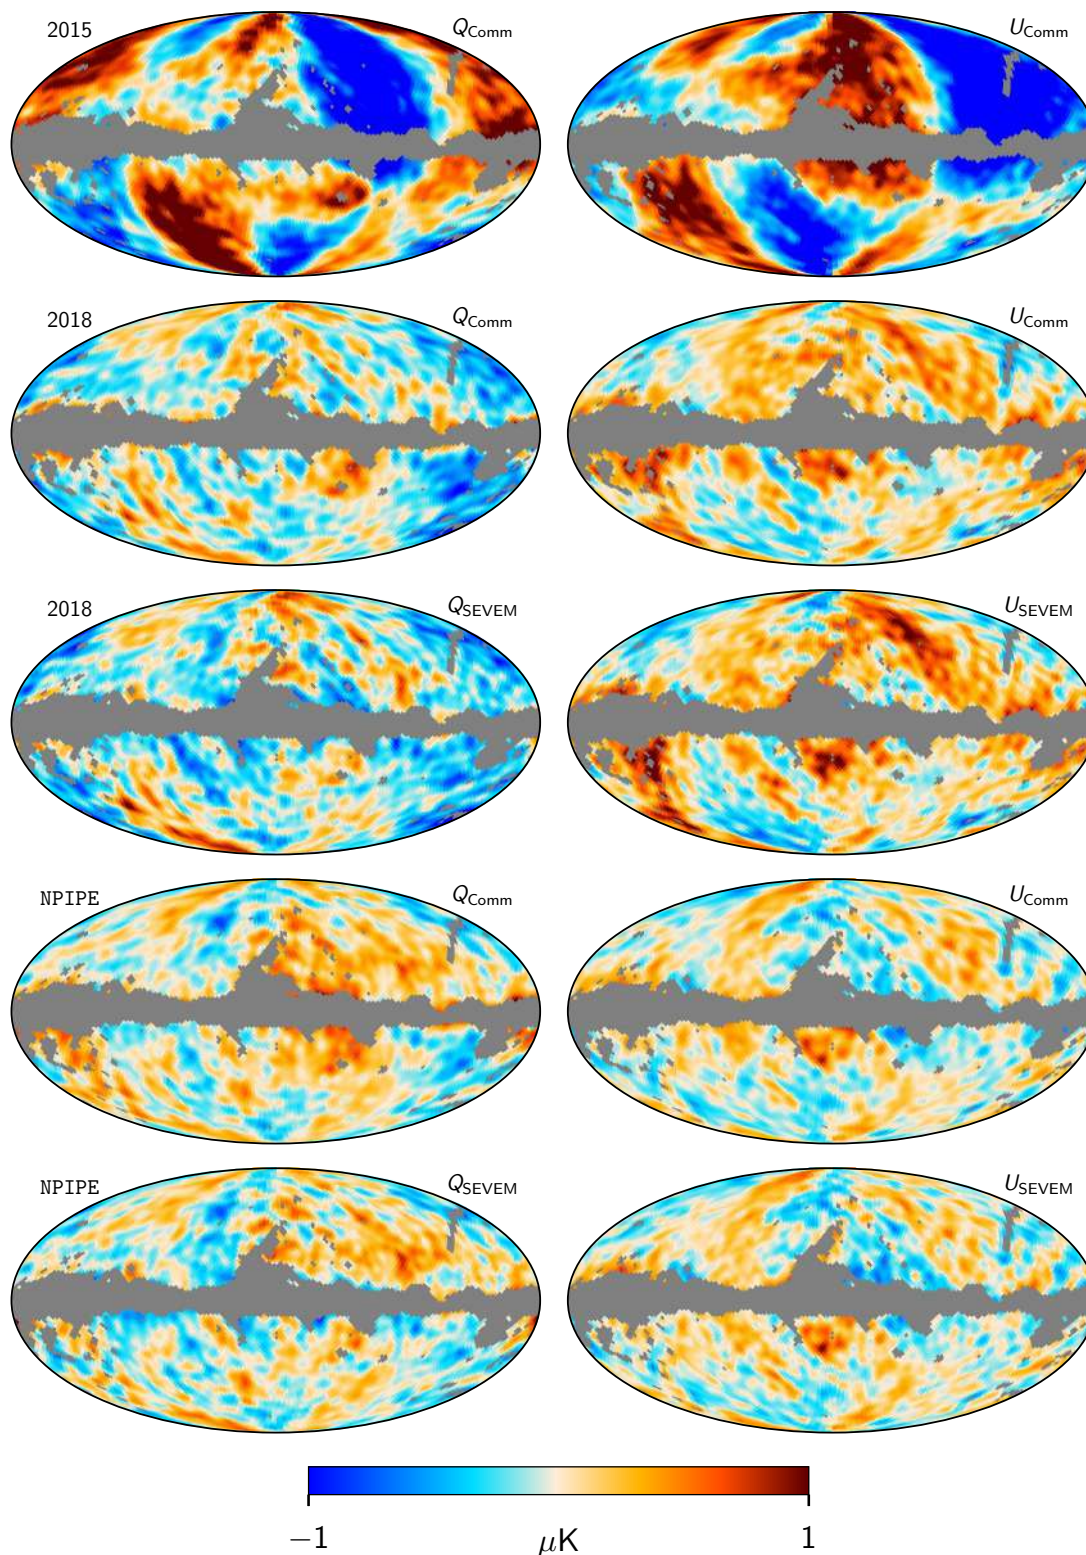 2015 Q_Comm U_Comm
2018 Q_Comm U_Comm
2018 Q_SEVEM U_SEVEM
NPIPE Q_Comm U_Comm
NPIPE Q_SEVEM U_SEVEM
−1 μK 1